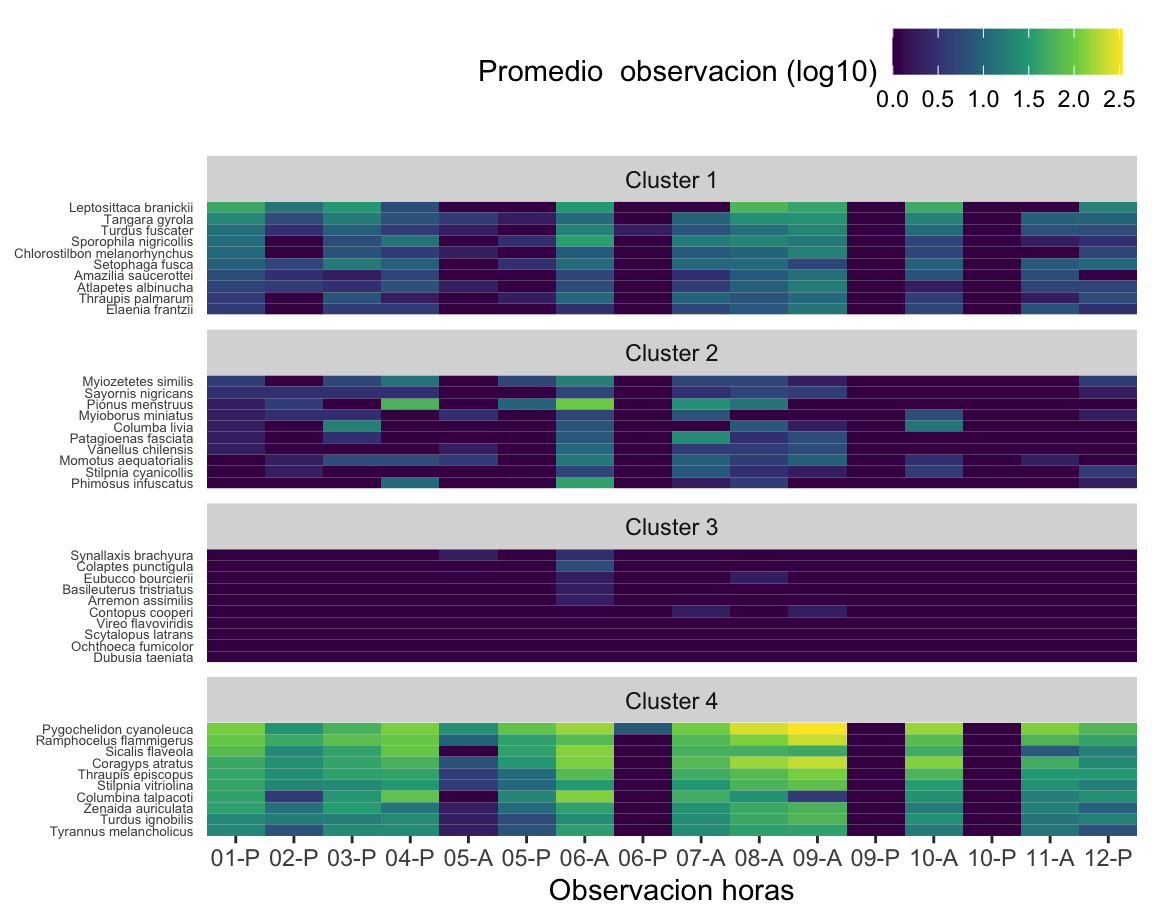 Promedio  observacion (log10)
0.0 0.5 1.0 1.5 2.0 2.5
Cluster 1
Leptosittaca branickii
Tangara gyrola
Turdus fuscater
Sporophila nigricollis
Chlorostilbon melanorhynchus
Setophaga fusca
Amazilia saucerottei
Atlapetes albinucha
Thraupis palmarum
Elaenia frantzii
Cluster 2
Myiozetetes similis
Sayornis nigricans
Pionus menstruus
Myioborus miniatus
Columba livia
Patagioenas fasciata
Vanellus chilensis
Momotus aequatorialis
Stilpnia cyanicollis
Phimosus infuscatus
Cluster 3
Synallaxis brachyura
Colaptes punctigula
Eubucco bourcierii
Basileuterus tristriatus
Arremon assimilis
Contopus cooperi
Vireo flavoviridis
Scytalopus latrans
Ochthoeca fumicolor
Dubusia taeniata
Cluster 4
Pygochelidon cyanoleuca
Ramphocelus flammigerus
Sicalis flaveola
Coragyps atratus
Thraupis episcopus
Stilpnia vitriolina
Columbina talpacoti
Zenaida auriculata
Turdus ignobilis
Tyrannus melancholicus
01-P 02-P 03-P 04-P 05-A 05-P 06-A 06-P 07-A 08-A 09-A 09-P 10-A 10-P 11-A 12-P
Observacion horas